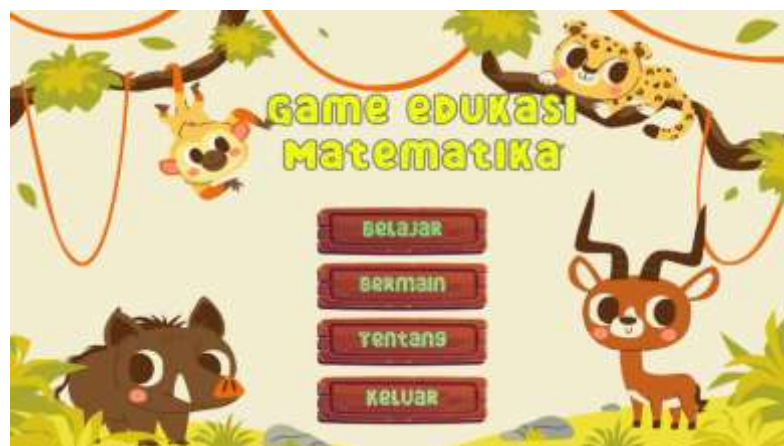 Game edukasi
Matematika
Belajar
Bermain
Tentang
Keluar